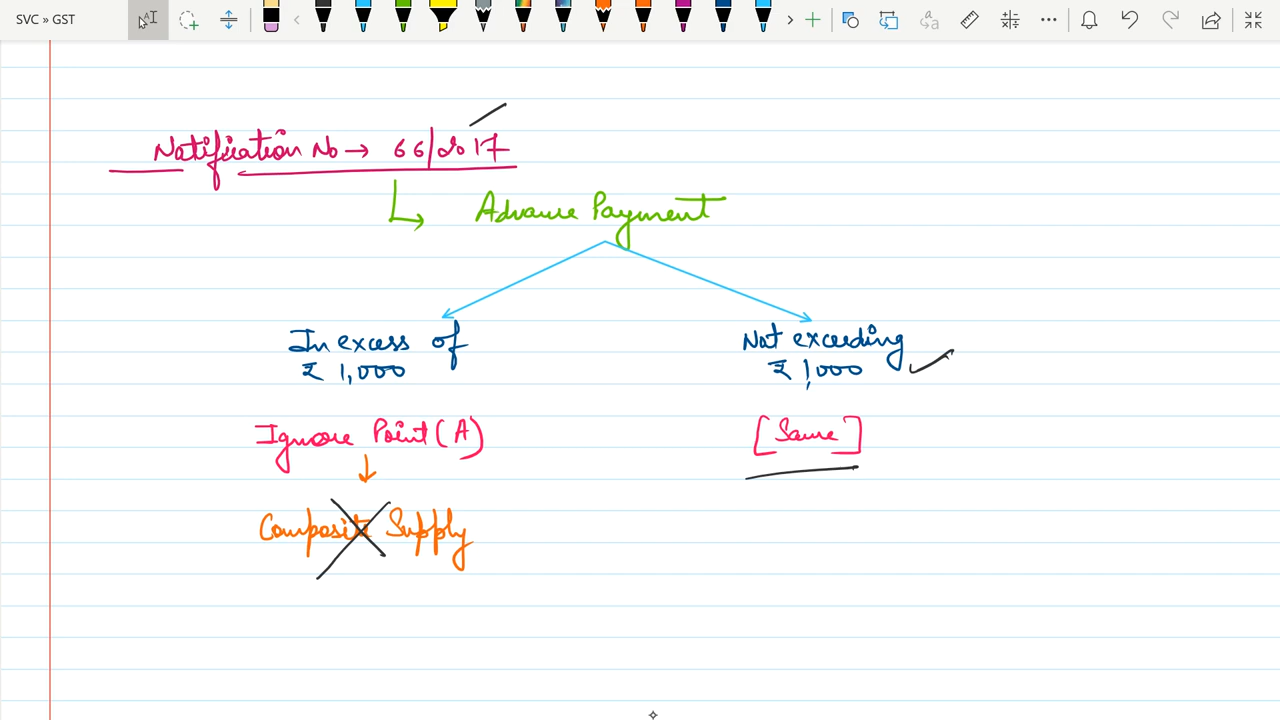 SVC » GST
Notification No → 66/2017
Advance Payment
In excess of
₹ 1,000
Not exceeding
₹ 1,000
Ignore Point (A)
[Same]
Composite Supply